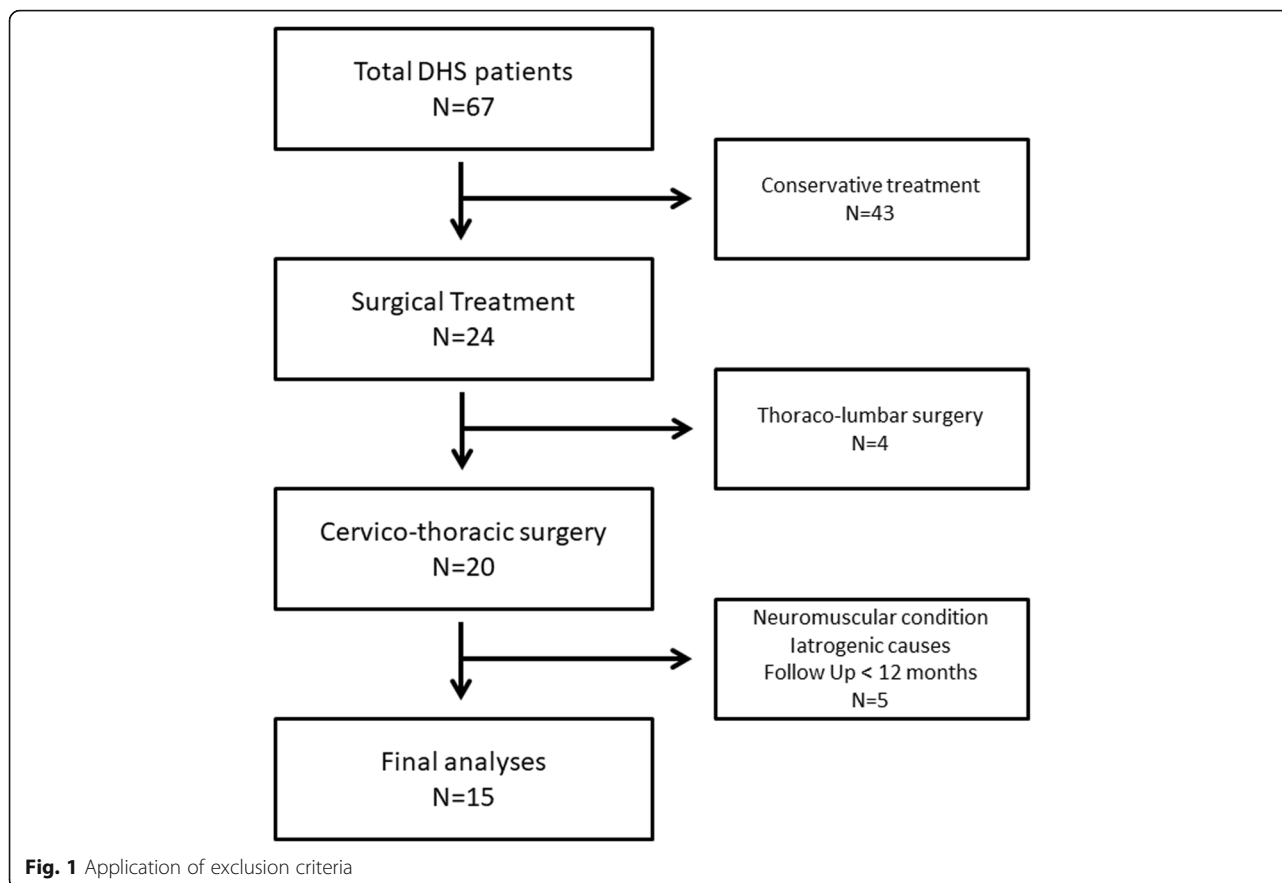 Total DHS patients
N=67
Conservative treatment
N=43
Surgical Treatment
N=24
Thoraco-lumbar surgery
N=4
Cervico-thoracic surgery
N=20
Neuromuscular condition
Iatrogenic causes
Follow Up < 12 months
N=5
Final analyses
N=15
Fig. 1 Application of exclusion criteria